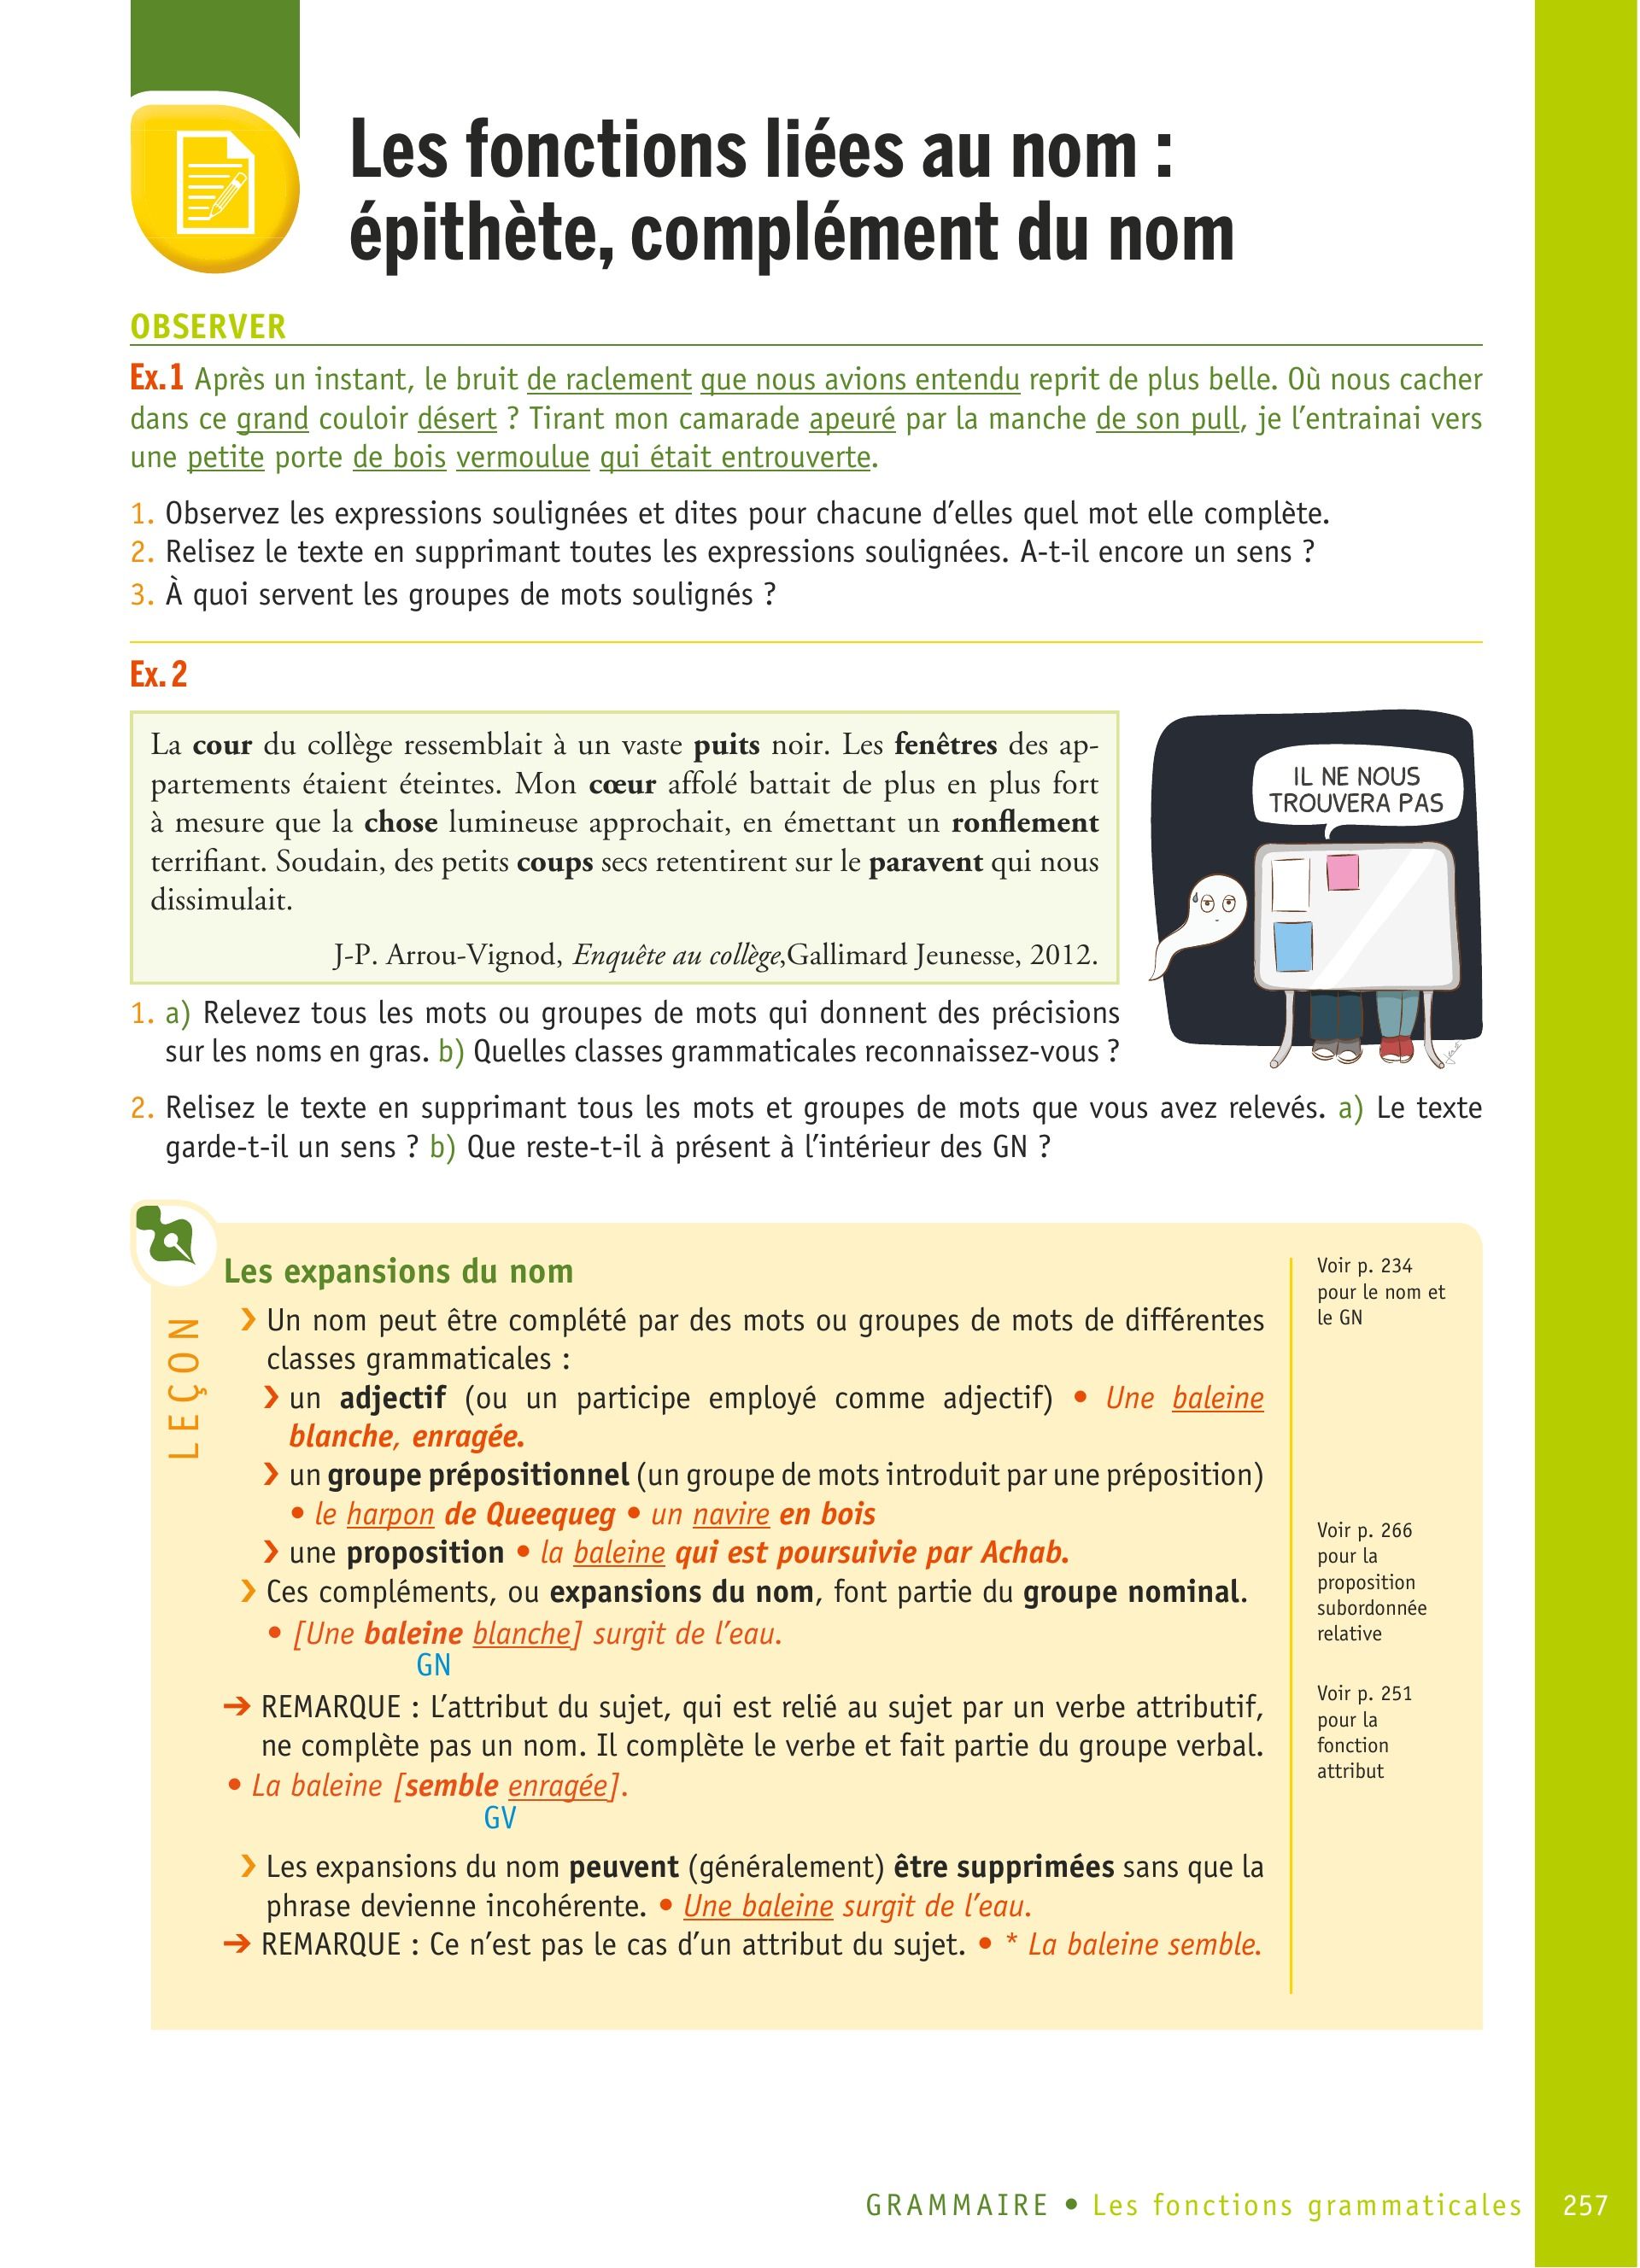 Les fonctions liées au nom :
épithète, complément du nom
OBSERVER
Ex.1 Après un instant, le bruit de raclement que nous avions entendu reprit de plus belle. Où nous cacher
dans ce grand couloir désert ? Tirant mon camarade apeuré par la manche de son pull, je l’entrainai vers
une petite porte de bois vermoulue qui était entrouverte.
1. Observez les expressions soulignées et dites pour chacune d’elles quel mot elle complète.
2. Relisez le texte en supprimant toutes les expressions soulignées. A-t-il encore un sens ?
3. À quoi servent les groupes de mots soulignés ?
Ex. 2
La cour du collège ressemblait à un vaste puits noir. Les fenêtres des ap-
partements étaient éteintes. Mon cœur affolé battait de plus en plus fort
à mesure que la chose lumineuse approchait, en émettant un ronflement
terrifiant. Soudain, des petits coups secs retentirent sur le paravent qui nous
dissimulait.
J-P. Arrou-Vignod, Enquête au collège,Gallimard Jeunesse, 2012.
IL NE NOUS
TROUVERA PAS
1. a) Relevez tous les mots ou groupes de mots qui donnent des précisions
sur les noms en gras. b) Quelles classes grammaticales reconnaissez-vous ?
2. Relisez le texte en supprimant tous les mots et groupes de mots que vous avez relevés. a) Le texte
garde-t-il un sens ? b) Que reste-t-il à présent à l’intérieur des GN ?
LEÇON
Les expansions du nom
❯ Un nom peut être complété par des mots ou groupes de mots de différentes
classes grammaticales :
❯ un adjectif (ou un participe employé comme adjectif) • Une baleine
blanche, enragée.
❯ un groupe prépositionnel (un groupe de mots introduit par une préposition)
• le harpon de Queequeg • un navire en bois
❯ une proposition • la baleine qui est poursuivie par Achab.
❯ Ces compléments, ou expansions du nom, font partie du groupe nominal.
• [Une baleine blanche] surgit de l’eau.
GN
➔ REMARQUE : L’attribut du sujet, qui est relié au sujet par un verbe attributif,
ne complète pas un nom. Il complète le verbe et fait partie du groupe verbal.
• La baleine [semble enragée].
GV
❯ Les expansions du nom peuvent (généralement) être supprimées sans que la
phrase devienne incohérente. • Une baleine surgit de l’eau.
➔ REMARQUE : Ce n’est pas le cas d’un attribut du sujet. • * La baleine semble.
Voir p. 234
pour le nom et
le GN
Voir p. 266
pour la
proposition
subordonnée
relative
Voir p. 251
pour la
fonction
attribut
GRAMMAIRE • Les fonctions grammaticales 257